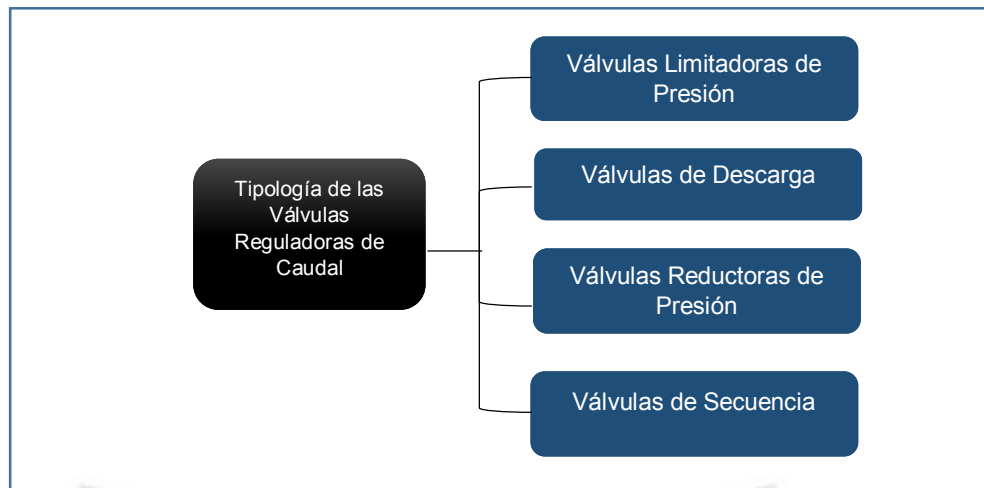 Tipología de las
Válvulas
Reguladoras de
Caudal
Válvulas Limitadoras de
Presión
Válvulas de Descarga
Válvulas Reductoras de
Presión
Válvulas de Secuencia